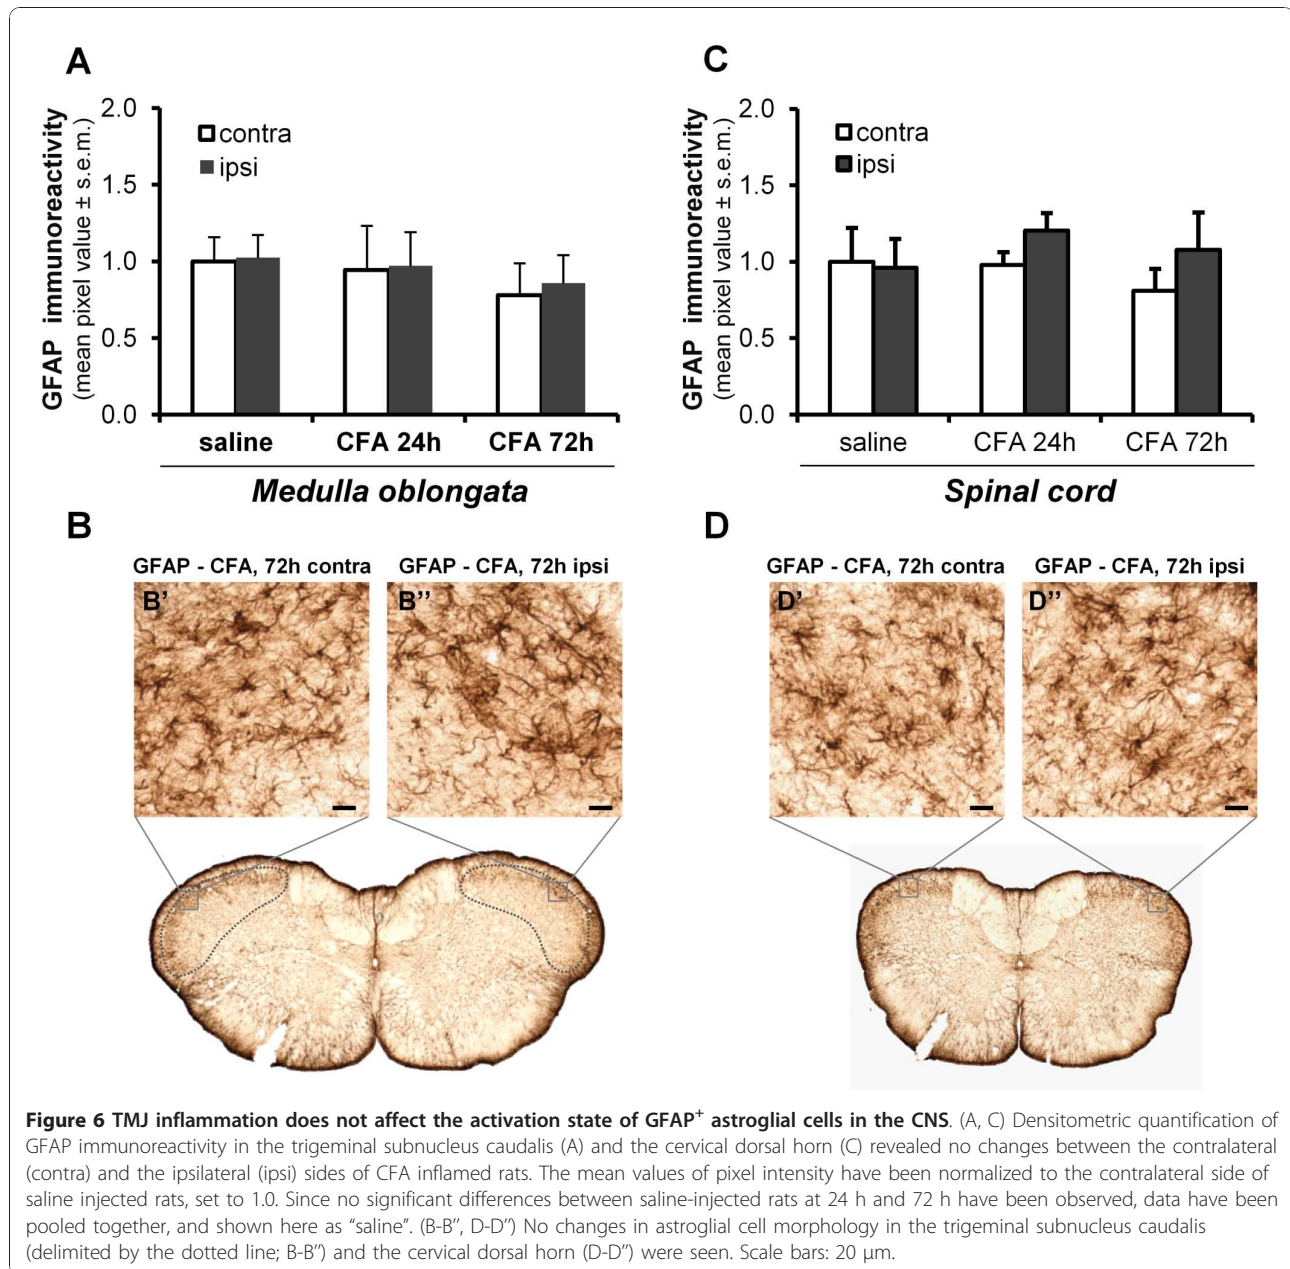 A
GFAP immunoreactivity
(mean pixel value ± s.e.m.)
2.0
1.5
1.0
0.5
0.0
contra
ipsi
saline CFA 24h CFA 72h
Medulla oblongata
C
GFAP immunoreactivity
(mean pixel value ± s.e.m.)
2.0
1.5
1.0
0.5
0.0
contra
ipsi
saline CFA 24h CFA 72h
Spinal cord
B
GFAP - CFA, 72h contra GFAP - CFA, 72h ipsi
B' B''
D
GFAP - CFA, 72h contra GFAP - CFA, 72h ipsi
D' D''
Figure 6 TMJ inflammation does not affect the activation state of GFAP⁺ astroglial cells in the CNS. (A, C) Densitometric quantification of
GFAP immunoreactivity in the trigeminal subnucleus caudalis (A) and the cervical dorsal horn (C) revealed no changes between the contralateral
(contra) and the ipsilateral (ipsi) sides of CFA inflamed rats. The mean values of pixel intensity have been normalized to the contralateral side of
saline injected rats, set to 1.0. Since no significant differences between saline-injected rats at 24 h and 72 h have been observed, data have been
pooled together, and shown here as “saline”. (B-B”, D-D”) No changes in astroglial cell morphology in the trigeminal subnucleus caudalis
(delimited by the dotted line; B-B”) and the cervical dorsal horn (D-D”) were seen. Scale bars: 20 μm.